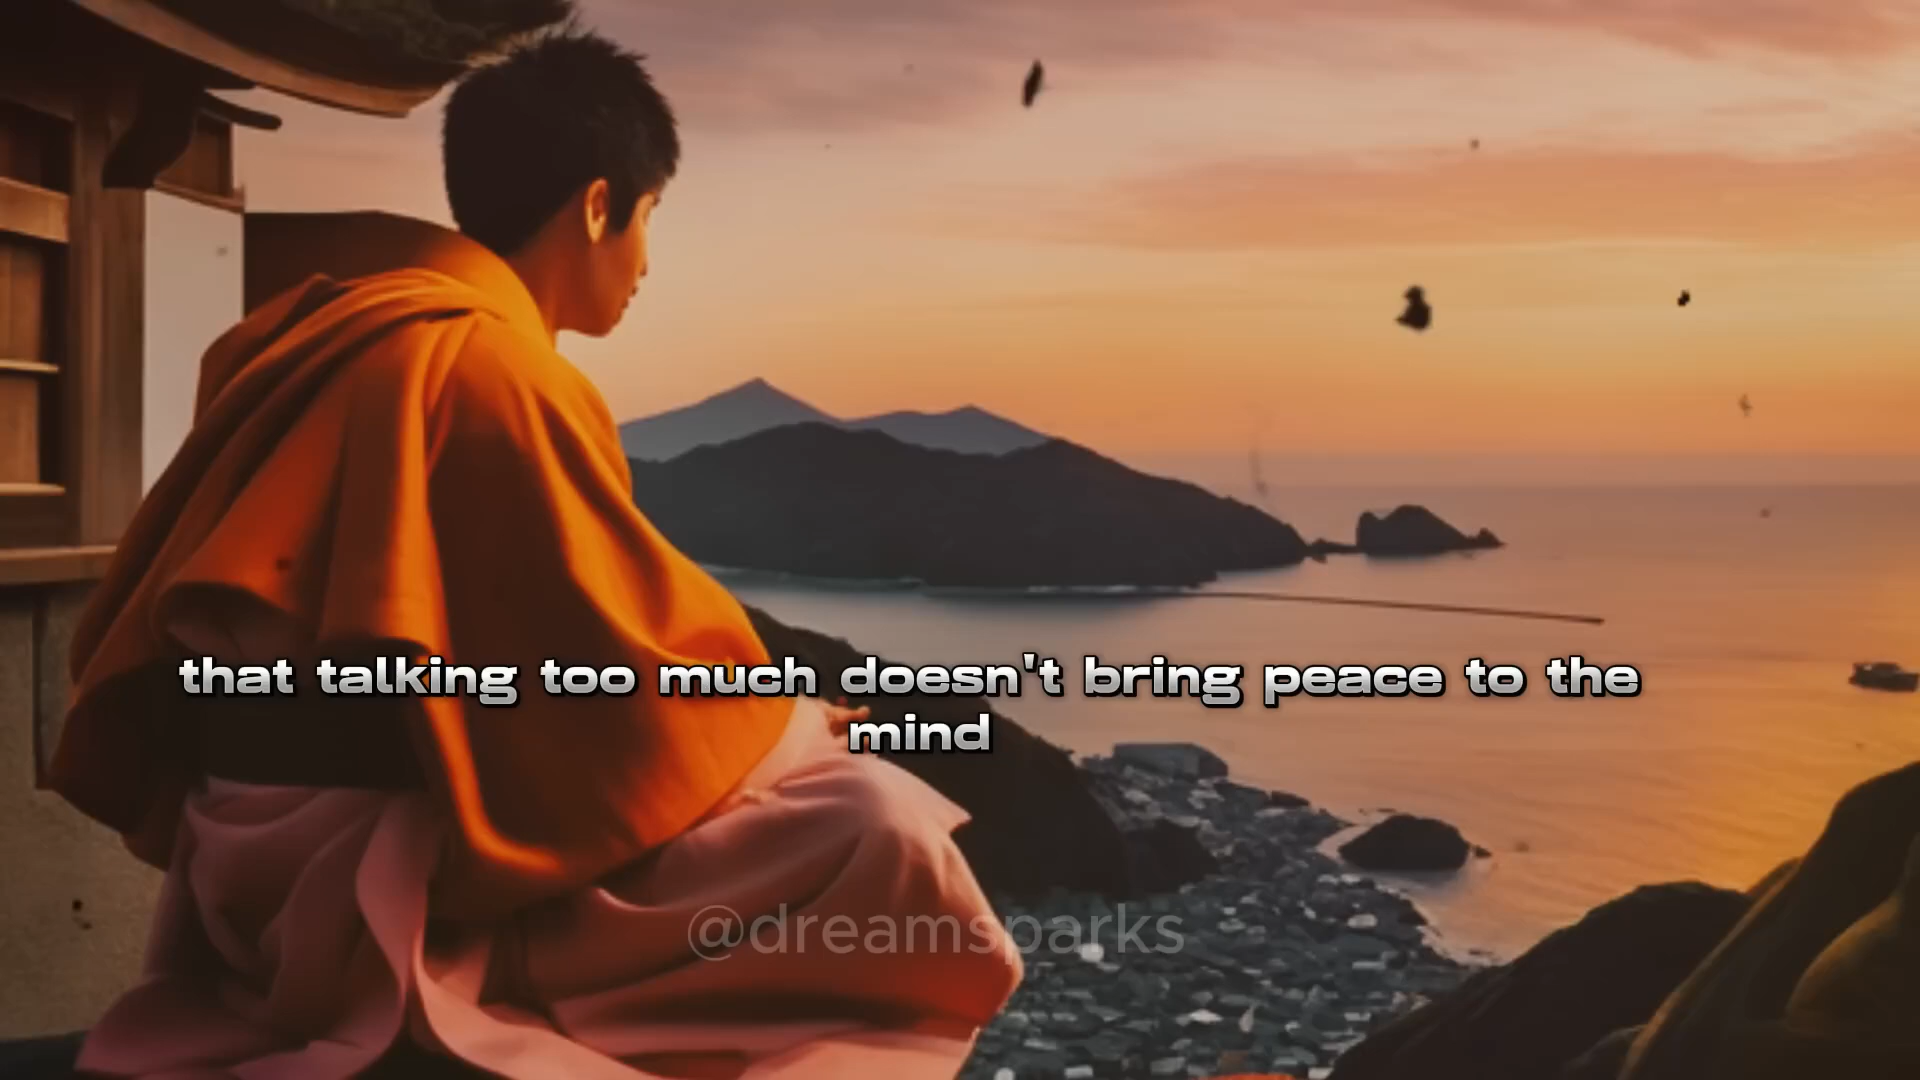 that talking too much doesn't bring peace to the
mind
@dreamsparks